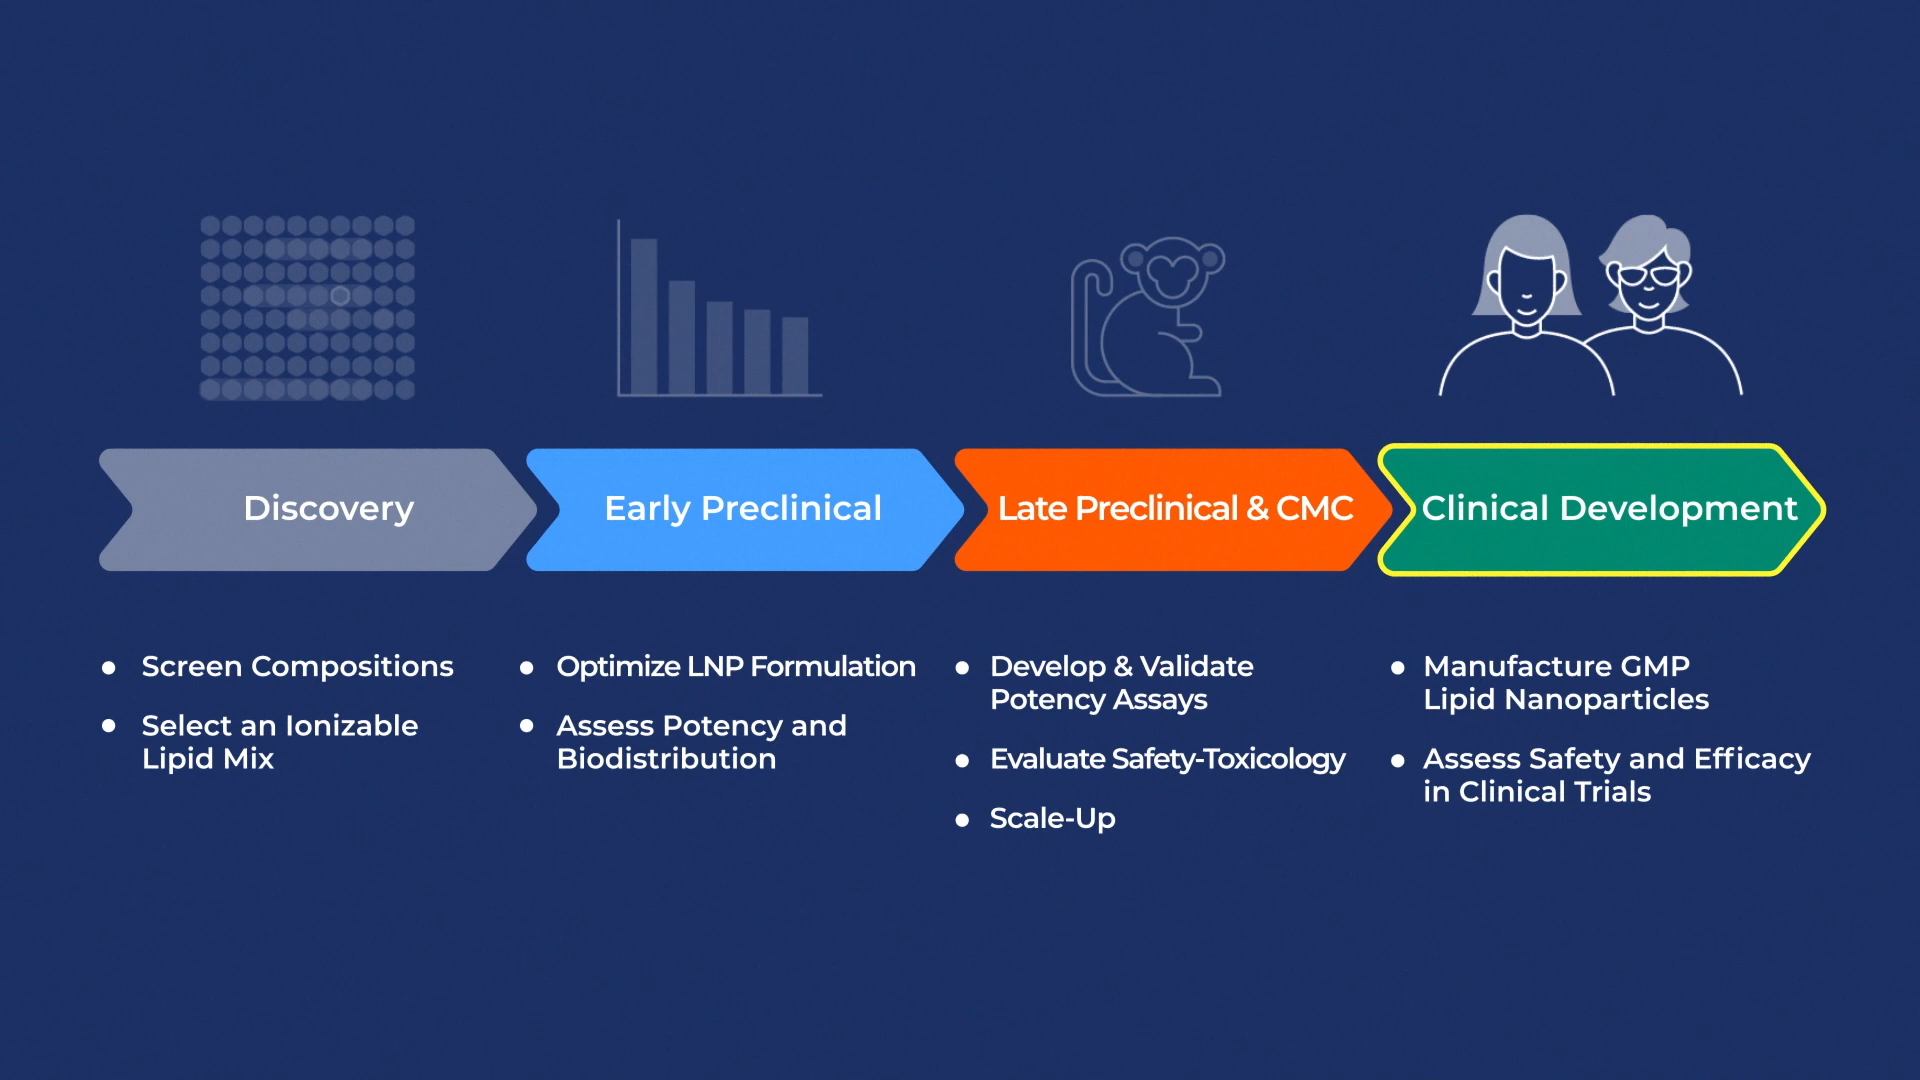 Discovery
Early Preclinical
Late Preclinical & CMC
Clinical Development
Screen Compositions
Select an Ionizable
Lipid Mix
Optimize LNP Formulation
Assess Potency and
Biodistribution
Develop & Validate
Potency Assays
Evaluate Safety-Toxicology
Scale-Up
Manufacture GMP
Lipid Nanoparticles
Assess Safety and Efficacy
in Clinical Trials